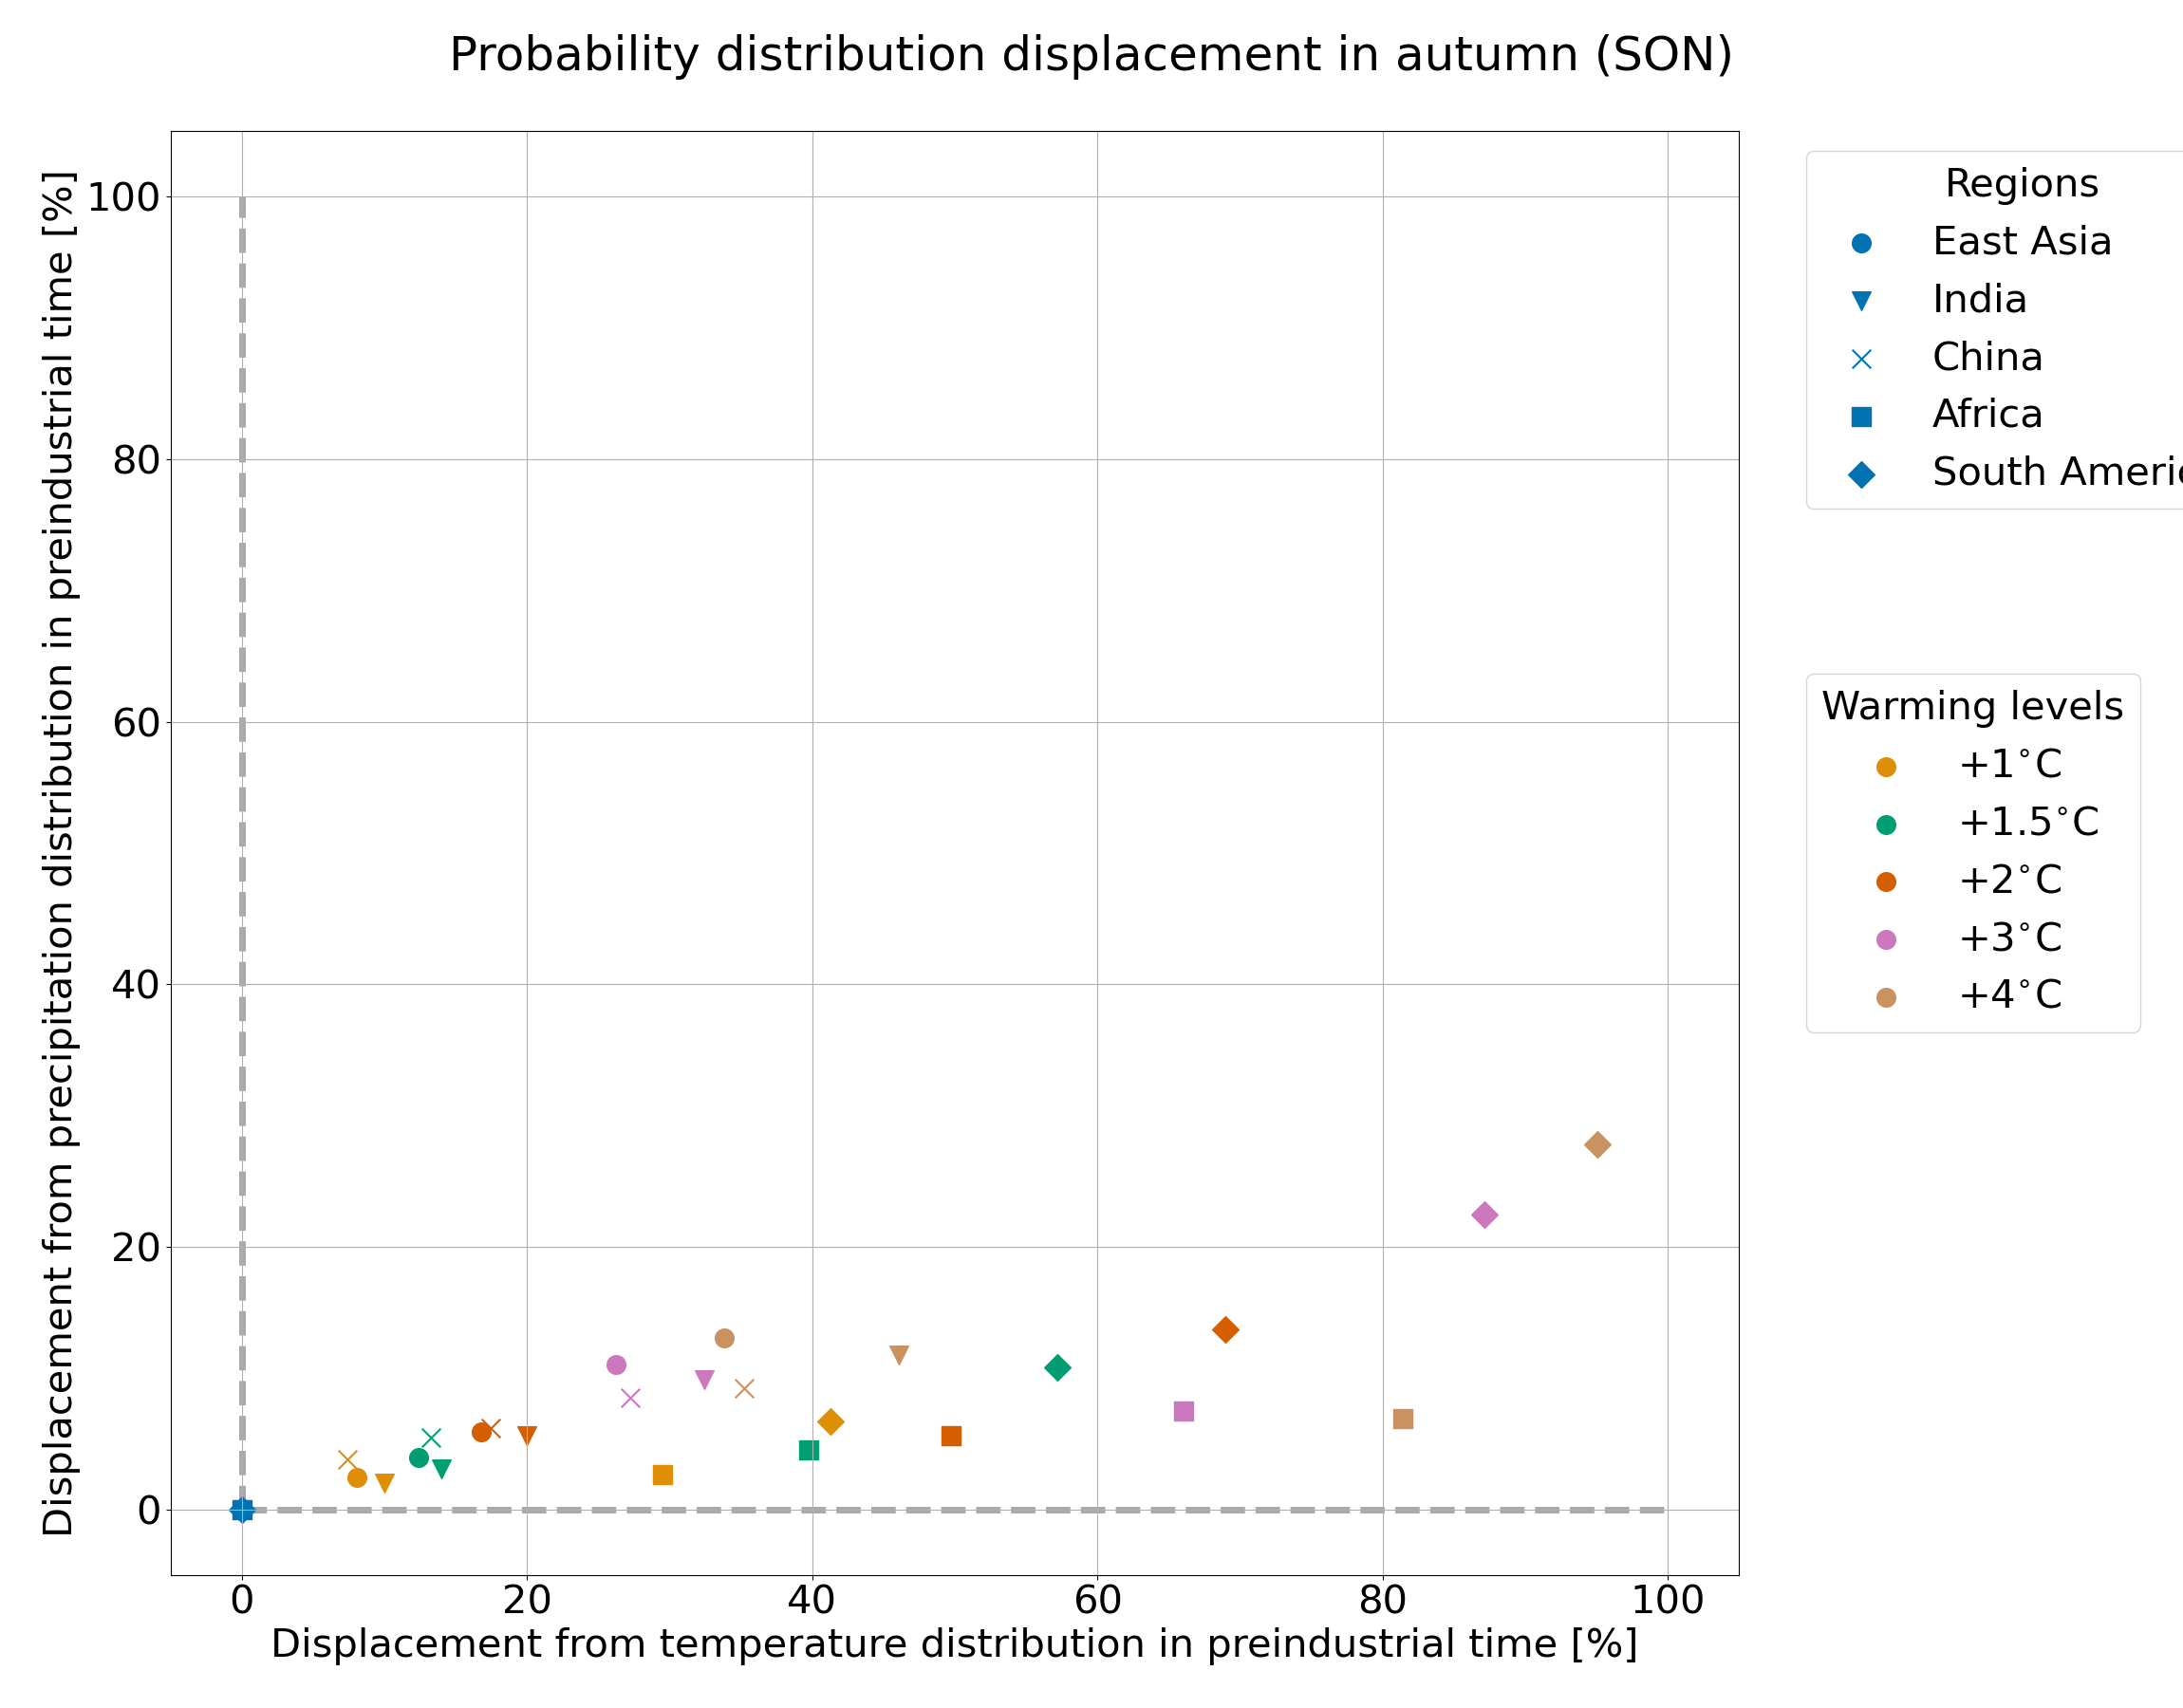 Probability distribution displacement in autumn (SON)
Displacement from precipitation distribution in preindustrial time [%]
100
80
60
40
20
0
0 20 40 60 80 100
Displacement from temperature distribution in preindustrial time [%]
Regions
East Asia
India
China
Africa
South Americ
Warming levels
+1°C
+1.5°C
+2°C
+3°C
+4°C